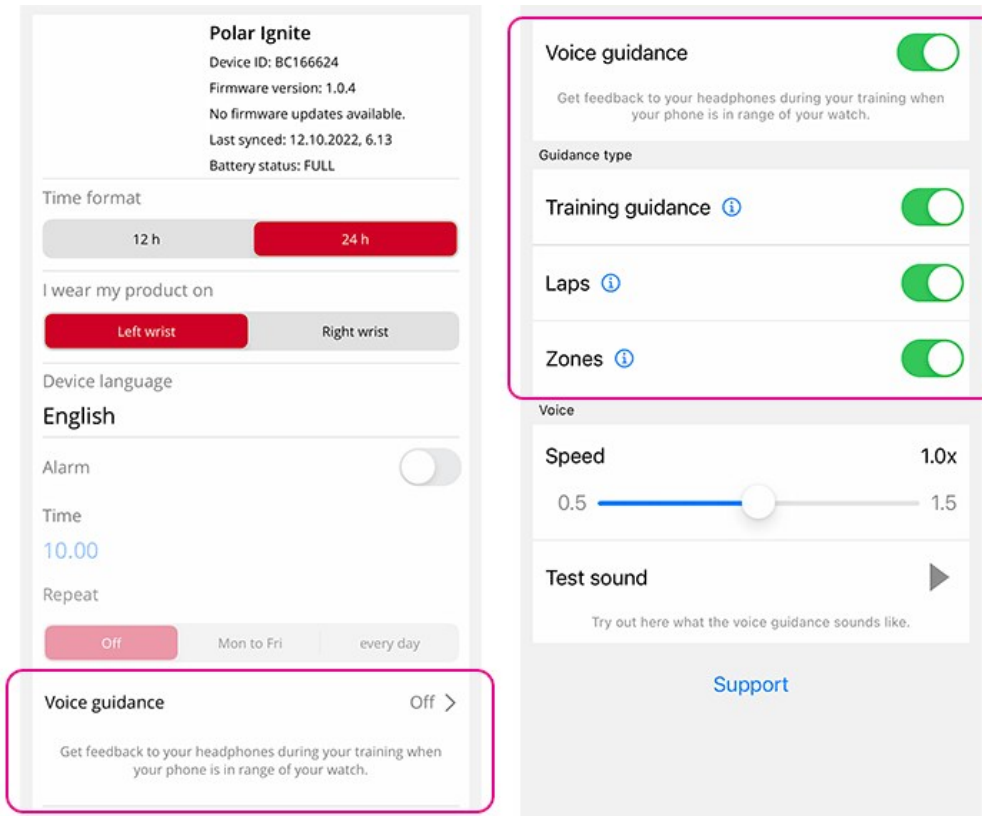 Polar Ignite
Device ID: BC166624
Firmware version: 1.0.4
No firmware updates available.
Last synced: 12.10.2022, 6.13
Battery status: FULL
Time format
12 h
24 h
I wear my product on
Left wrist
Right wrist
Device language
English
Alarm
Time
10.00
Repeat
Off
Mon to Fri
every day
Voice guidance
Off
Get feedback to your headphones during your training when
your phone is in range of your watch.
Voice guidance
Get feedback to your headphones during your training when
your phone is in range of your watch.
Guidance type
Training guidance
Laps
Zones
Voice
Speed
1.0x
0.5
1.5
Test sound
Try out here what the voice guidance sounds like.
Support